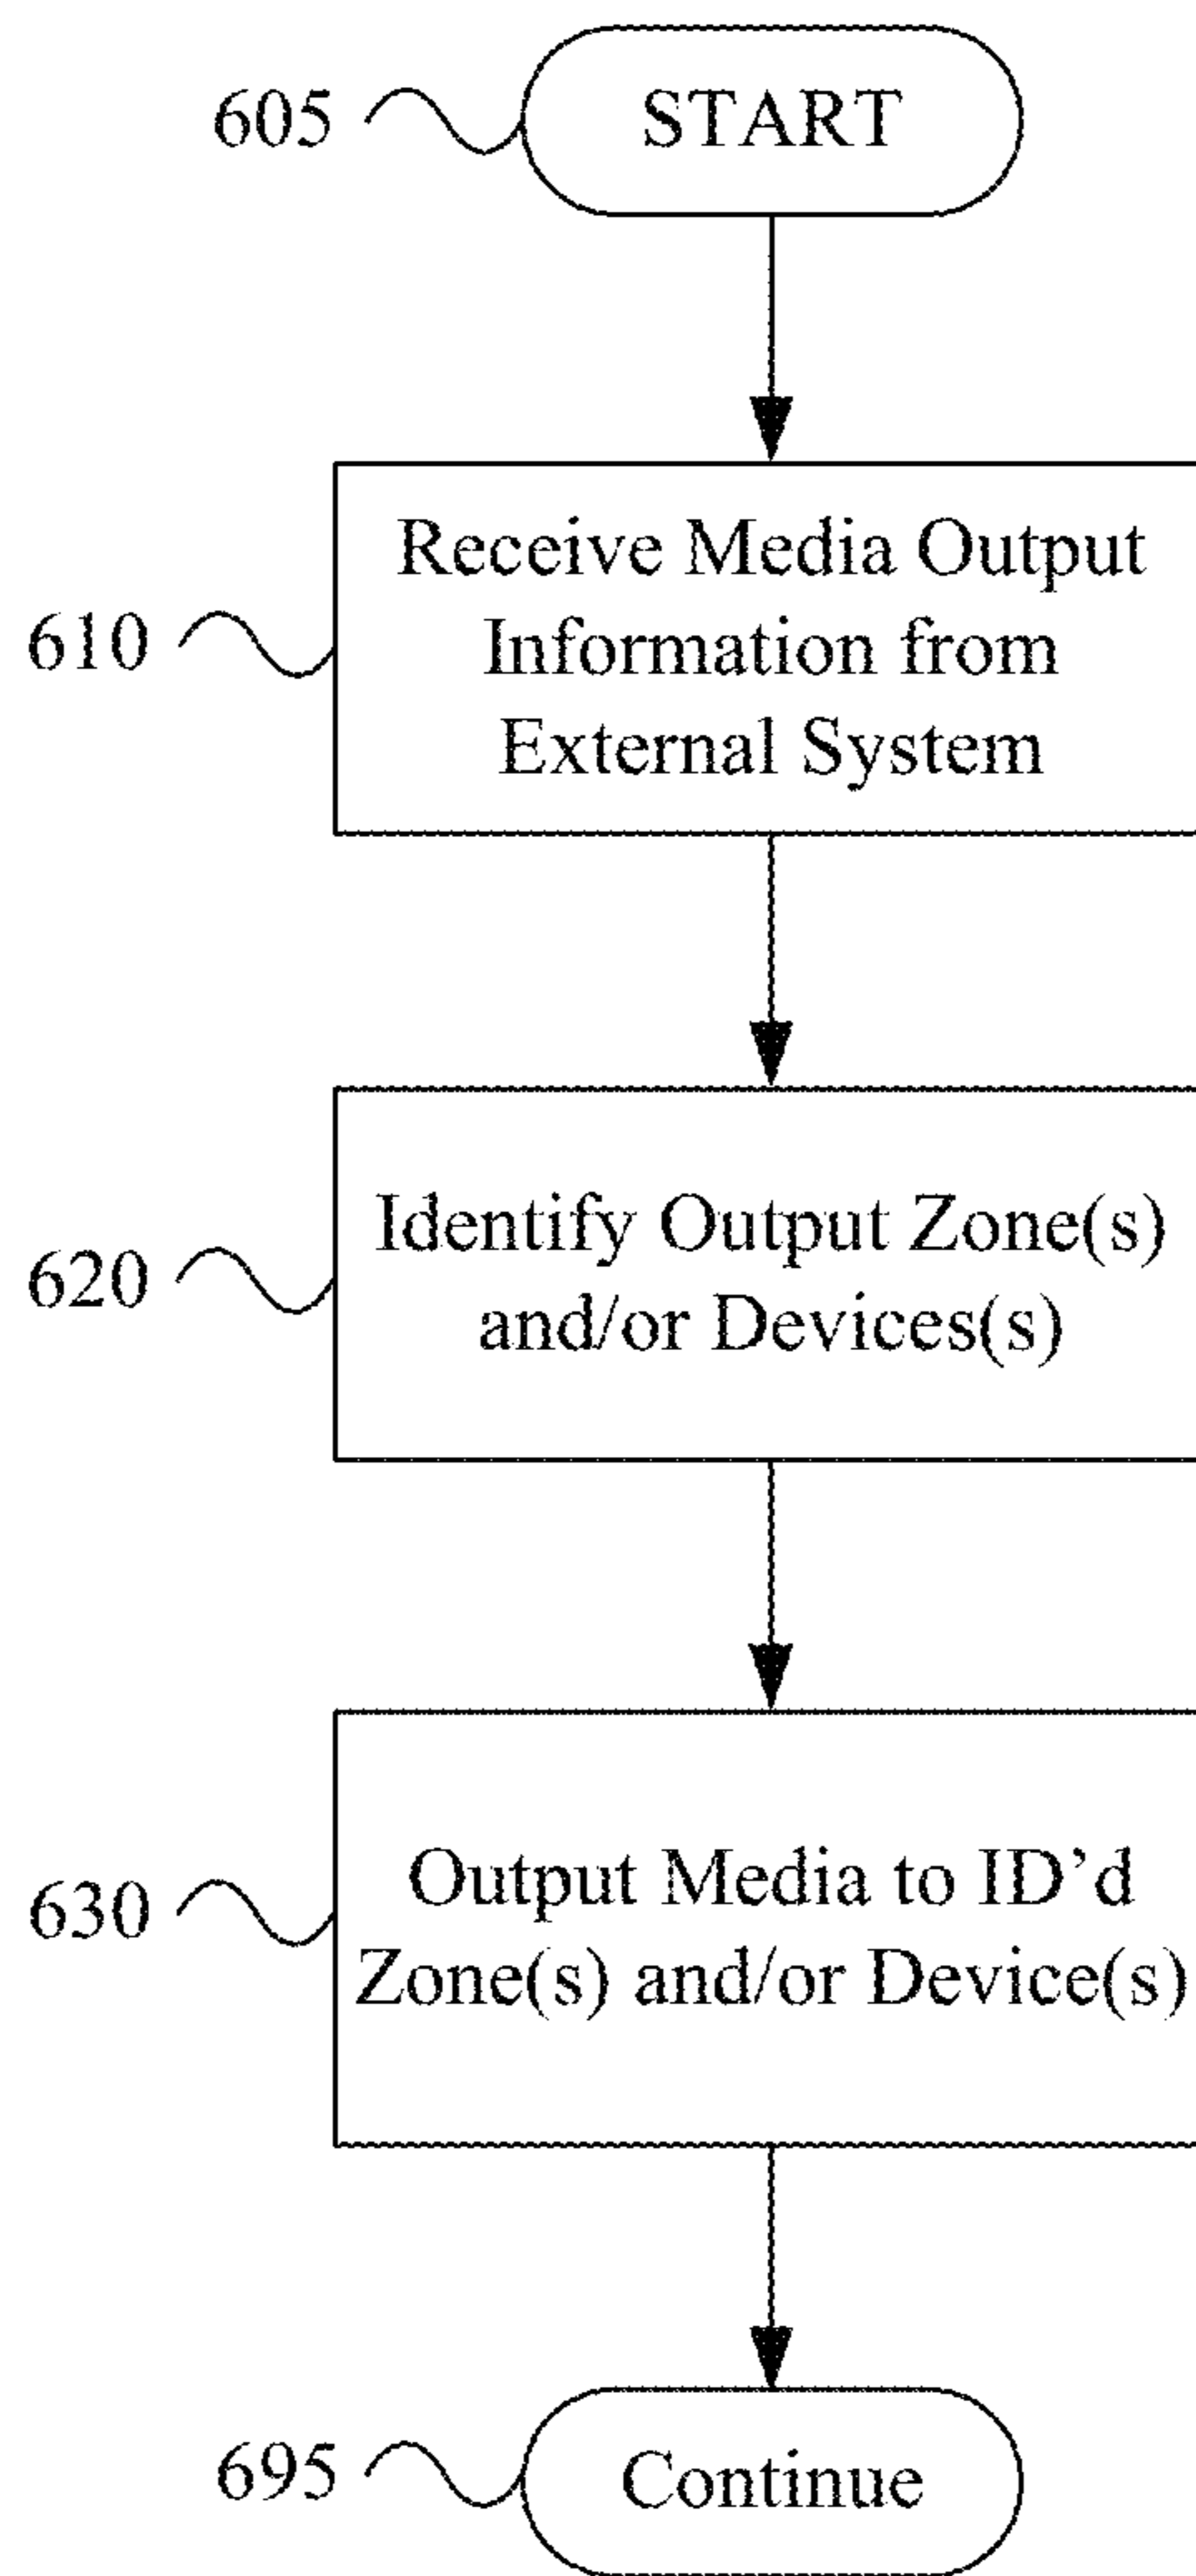 605
START
610
Receive Media Output
Information from
External System
620
Identify Output Zone(s)
and/or Devices(s)
630
Output Media to ID’d
Zone(s) and/or Device(s)
695
Continue